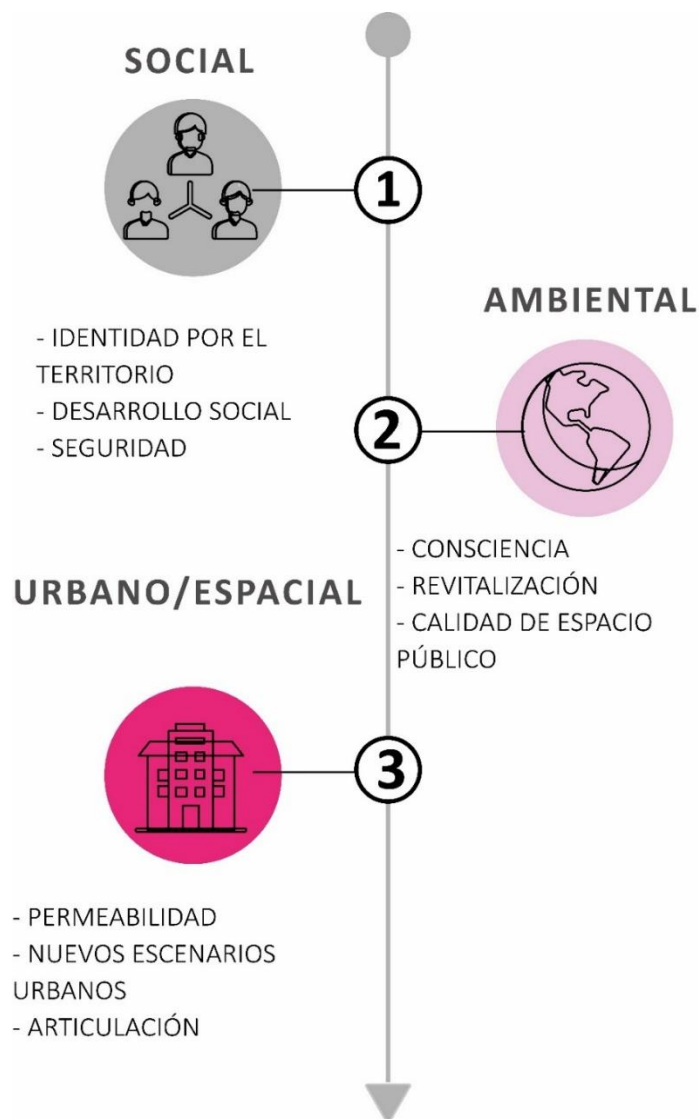 SOCIAL
1
- IDENTIDAD POR EL
TERRITORIO
- DESARROLLO SOCIAL
- SEGURIDAD
AMBIENTAL
2
- CONSCIENCIA
- REVITALIZACIÓN
- CALIDAD DE ESPACIO
PÚBLICO
URBANO/ESPACIAL
3
- PERMEABILIDAD
- NUEVOS ESCENARIOS
URBANOS
- ARTICULACIÓN